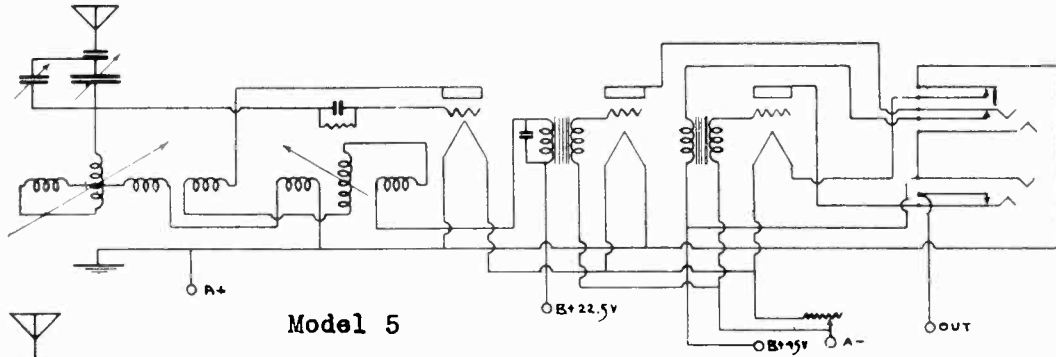 A+
Model 5
B+22.5V
B+45V
A-
OUT